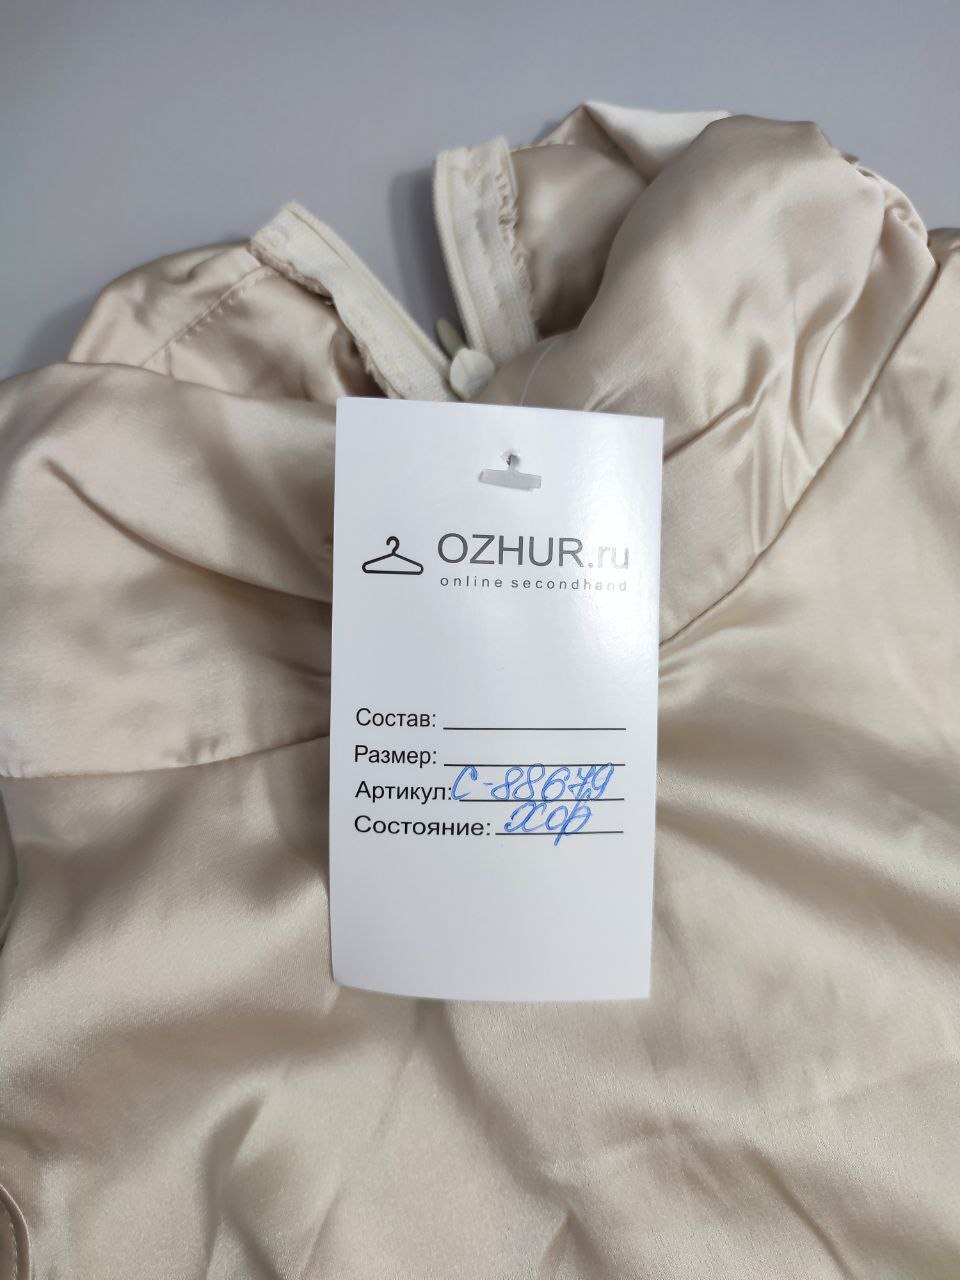 OZHUR.ru
online secondhand
Состав:
Размер:
Артикул: С-88679
Состояние: хор